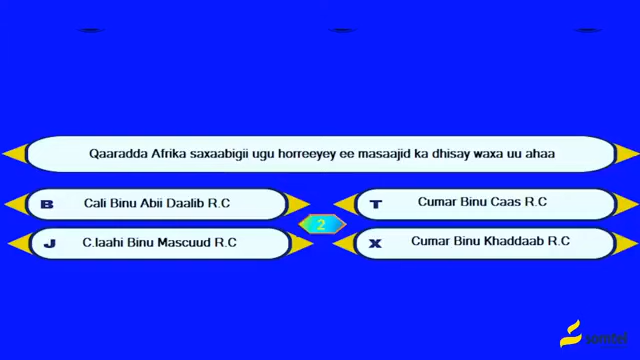 Qaaradda Afrika saxaabigii ugu horreeyey ee masaajid ka dhisay waxa uu ahaa
B Cali Binu Abii Daalib R.C
T Cumar Binu Caas R.C
2
J C.laahi Binu Mascuud R.C
X Cumar Binu Khaddaab R.C
somtel